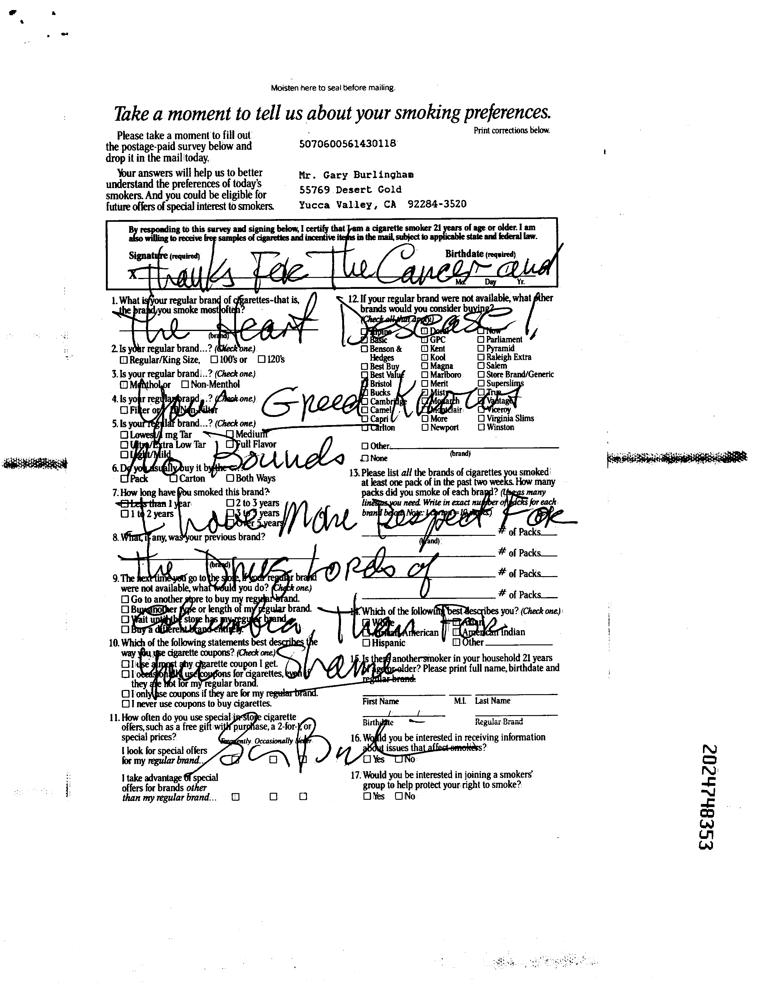 Moisten here to seal before mailing.
Take a moment to tell us about your smoking preferences.
Print corrections below.
Please take a moment to fill out
the postage-paid survey below and
drop it in the mail today.
Your answers will help us to better
understand the preferences of today's
smokers. And you could be eligible for
future offers of special interest to smokers.
5070600561430118
Mr. Gary Burlingham
55769 Desert Gold
Yucca Valley, CA 92284-3520
By responding to this survey and signing below, I certify that I am a cigarette smoker 21 years of age or older. I am
also willing to receive free samples of cigarettes and incentive items in the mail, subject to applicable state and federal law.
Signature (required)
Birthdate (required)
X
Mo. Day Yr.
Thanks For The Cancer and
The Heart Diseas!
Greed
No Bounds
I have More Respect For
The Drug Lords of
Than For
1. What is your regular brand of cigarettes–that is,
the brand you smoke most often?
(brand)
2. Is your regular brand...? (Check one.)
☐ Regular/King Size, ☐ 100's or ☐ 120's
3. Is your regular brand...? (Check one.)
☐ Menthol or ☐ Non-Menthol
4. Is your regular brand...? (Check one.)
☐ Filter or ☐ Non-Filter
5. Is your regular brand...? (Check one.)
☐ Lowest/1 mg Tar ☐ Medium
☐ Ultra/Extra Low Tar ☐ Full Flavor
☐ Light/Mild
6. Do you usually buy it by the...?
☐ Pack ☐ Carton ☐ Both Ways
7. How long have you smoked this brand?
☐ Less than 1 year ☐ 2 to 3 years
☐ 1 to 2 years ☐ 3 to 5 years
☐ Over 5 years
8. What, if any, was your previous brand?
(brand)
9. The next time you go to the store, if your regular brand
were not available, what would you do? (Check one.)
☐ Go to another store to buy my regular brand.
☐ Buy another type or length of my regular brand.
☐ Wait until the store has my regular brand.
☐ Buy a different brand entirely.
10. Which of the following statements best describes the
way you use cigarette coupons? (Check one.)
☐ I use almost any cigarette coupon I get.
☐ I occasionally use coupons for cigarettes, even if
they are not for my regular brand.
☐ I only use coupons if they are for my regular brand.
☐ I never use coupons to buy cigarettes.
11. How often do you use special in-store cigarette
offers, such as a free gift with purchase, a 2-for-1, or
special prices?
Frequently Occasionally Never
I look for special offers
for my regular brand... ☐ ☐ ☐
I take advantage of special
offers for brands other
than my regular brand... ☐ ☐ ☐
12. If your regular brand were not available, what other
brands would you consider buying?
(Check all that apply)
☐ Alpine ☐ Doral ☐ Now
☐ Basic ☐ GPC ☐ Parliament
☐ Benson & Hedges ☐ Kent ☐ Pyramid
☐ Kool ☐ Raleigh Extra
☐ Best Buy ☐ Magna ☐ Salem
☐ Best Value ☐ Marlboro ☐ Store Brand/Generic
☐ Bristol ☐ Merit ☐ Superslims
☐ Bucks ☐ Misty ☐ True
☐ Cambridge ☐ Monarch ☐ Vantage
☐ Camel ☐ Montclair ☐ Viceroy
☐ Capri ☐ More ☐ Virginia Slims
☐ Carlton ☐ Newport ☐ Winston
☐ Other
(brand)
☐ None
13. Please list all the brands of cigarettes you smoked
at least one pack of in the past two weeks. How many
packs did you smoke of each brand? (Use as many
lines as you need. Write in exact number of packs for each
(brand)
# of Packs
# of Packs
# of Packs
# of Packs
14. Which of the following best describes you? (Check one.)
☐ White ☐ Asian
☐ African American ☐ American Indian
☐ Hispanic ☐ Other
15. Is there another smoker in your household 21 years
of age or older? Please print full name, birthdate and
regular brand.
First Name M.I. Last Name
Birthdate Regular Brand
16. Would you be interested in receiving information
about issues that affect smokers?
☐ Yes ☐ No
17. Would you be interested in joining a smokers'
group to help protect your right to smoke?
☐ Yes ☐ No
2024748353